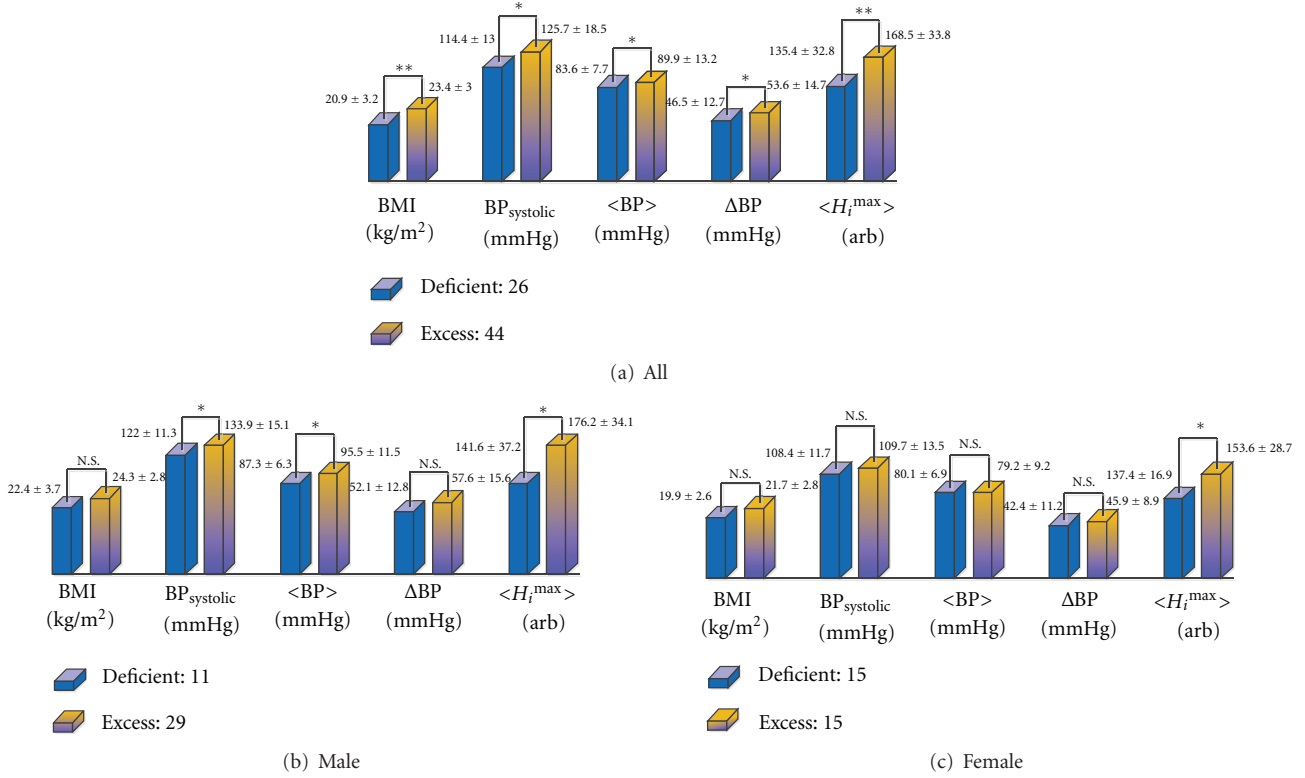 **
20.9 ± 3.2
23.4 ± 3
*
114.4 ± 13
125.7 ± 18.5
*
83.6 ± 7.7
89.9 ± 13.2
*
46.5 ± 12.7
53.6 ± 14.7
**
135.4 ± 32.8
168.5 ± 33.8
BMI
(kg/m²)
BPsystolic
(mmHg)
<BP>
(mmHg)
ΔBP
(mmHg)
<Hᵢᵐᵃˣ>
(arb)
Deficient: 26
Excess: 44
(a) All
N.S.
22.4 ± 3.7
24.3 ± 2.8
*
122 ± 11.3
133.9 ± 15.1
*
87.3 ± 6.3
95.5 ± 11.5
N.S.
52.1 ± 12.8
57.6 ± 15.6
*
141.6 ± 37.2
176.2 ± 34.1
BMI
(kg/m²)
BPsystolic
(mmHg)
<BP>
(mmHg)
ΔBP
(mmHg)
<Hᵢᵐᵃˣ>
(arb)
Deficient: 11
Excess: 29
(b) Male
N.S.
19.9 ± 2.6
21.7 ± 2.8
N.S.
108.4 ± 11.7
109.7 ± 13.5
N.S.
80.1 ± 6.9
79.2 ± 9.2
N.S.
42.4 ± 11.2
45.9 ± 8.9
*
137.4 ± 16.9
153.6 ± 28.7
BMI
(kg/m²)
BPsystolic
(mmHg)
<BP>
(mmHg)
ΔBP
(mmHg)
<Hᵢᵐᵃˣ>
(arb)
Deficient: 15
Excess: 15
(c) Female